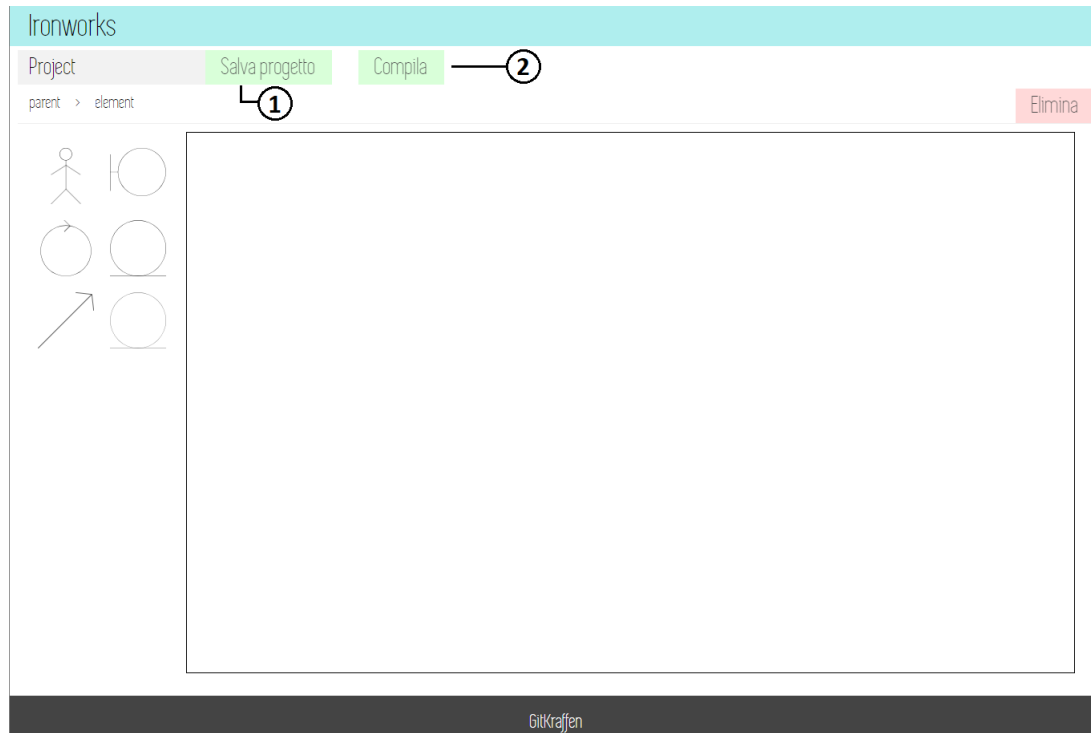 Ironworks
Project Salva progetto Compila 2
1
parent > element Elimina
GitKraffen